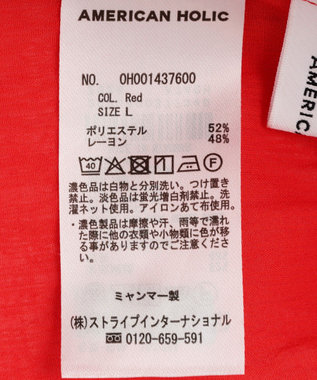 AMERICAN HOLIC
AMERIC
NO. OH001437600
COL. Red
SIZE L
ポリエステル 52%
レーヨン 48%
40
F
濃色品は白物と分別洗い。つけ置き
禁止。淡色品は蛍光増白剤禁止。洗
濯ネット使用。アイロンあて布使用。
・濃色製品は摩擦や汗、雨等で濡れ
た際に他の衣類や小物類に色が移
る事がありますのでご注意くださ
い。
ミャンマー製
(株)ストライプインターナショナル
0120-659-591